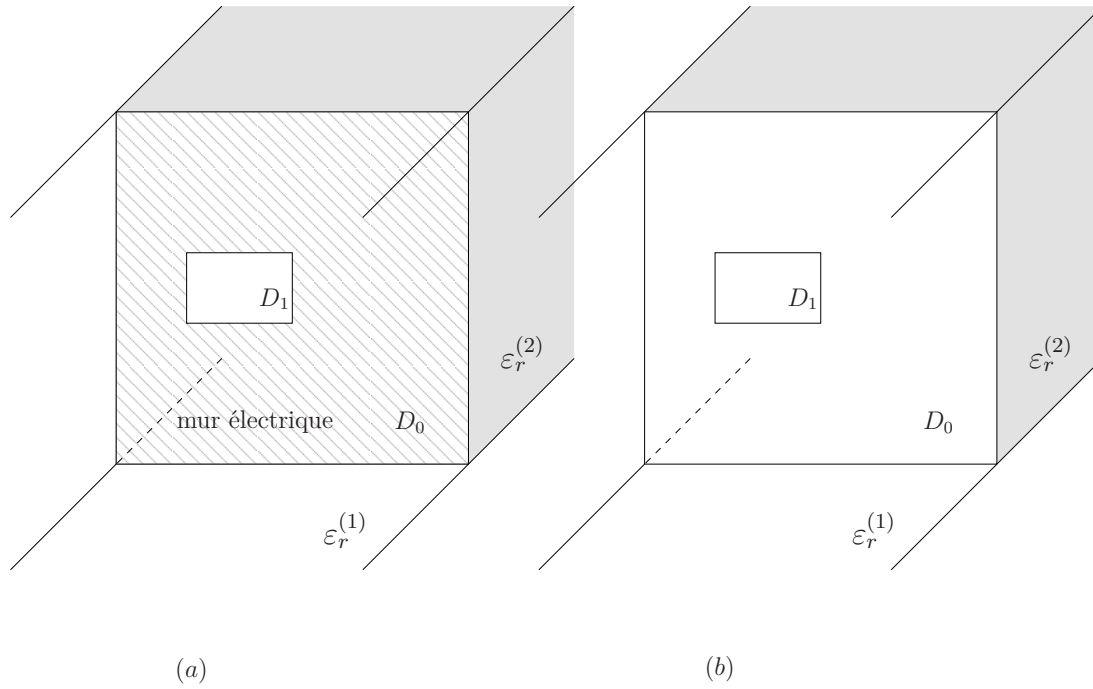 D₁
εᵣ⁽²⁾
mur électrique
D₀
εᵣ⁽¹⁾
(a)
D₁
εᵣ⁽²⁾
D₀
εᵣ⁽¹⁾
(b)